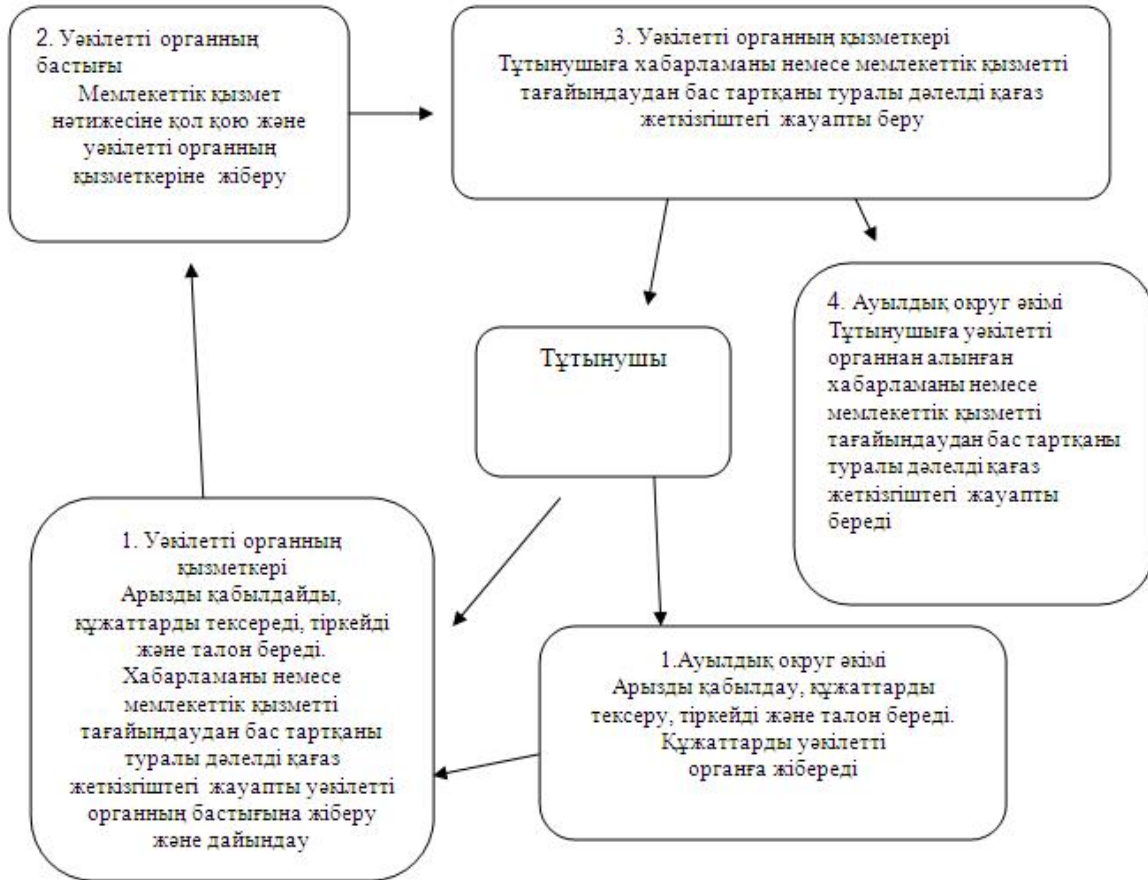 2. Уәкілетті органның
бастығы
Мемлекеттік қызмет
нәтижесіне қол қою және
уәкілетті органның
қызметкеріне жіберу
3. Уәкілетті органның қызметкері
Тұтынушыға хабарламаны немесе мемлекеттік қызметті
тағайындаудан бас тартқаны туралы дәлелді қағаз
жеткізгіштегі жауапты беру
Тұтынушы
4. Ауылдық округ әкімі
Тұтынушыға уәкілетті
органнан алынған
хабарламаны немесе
мемлекеттік қызметті
тағайындаудан бас тартқаны
туралы дәлелді қағаз
жеткізгіштегі жауапты
береді
1. Уәкілетті органның
қызметкері
Арызды қабылдайды,
құжаттарды тексереді, тіркейді
және талон береді.
Хабарламаны немесе
мемлекеттік қызметті
тағайындаудан бас тартқаны
туралы дәлелді қағаз
жеткізгіштегі жауапты уәкілетті
органның бастығына жіберу
және дайындау
1.Ауылдық округ әкімі
Арызды қабылдау, құжаттарды
тексеру, тіркейді және талон береді.
Құжаттарды уәкілетті
органға жібереді